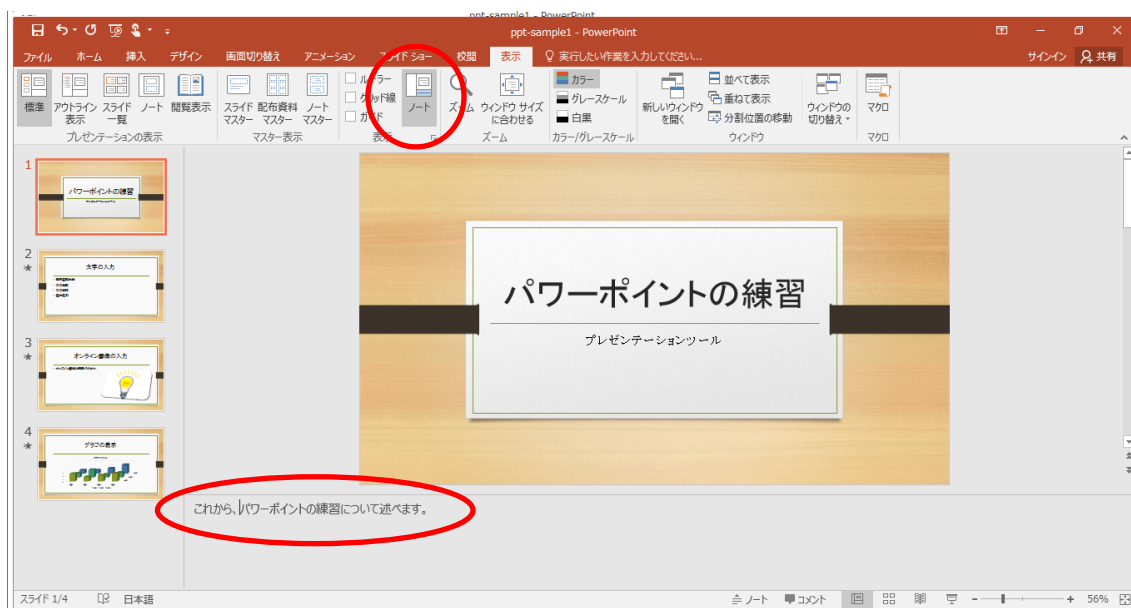 ppt-sample1 - PowerPoint
ファイル ホーム 挿入 デザイン 画面切り替え アニメーション スライド ショー 校閲 表示 実行したい作業を入力してください... サインイン 共有
標準 アウトライン表示 スライド一覧 ノート 閲覧表示
プレゼンテーションの表示
スライドマスター 配布資料マスター ノートマスター
マスター表示
ルーラー
グリッド線
ガイド
ノート
表示
ズーム ウィンドウ サイズに合わせる
ズーム
カラー
グレースケール
白黒
カラー/グレースケール
新しいウィンドウを開く
並べて表示
重ねて表示
分割位置の移動
ウィンドウの切り替え
ウィンドウ
マクロ
マクロ
1
パワーポイントの練習
2
文字の入力
3
オンライン画像の入力
4
グラフの表示
パワーポイントの練習
プレゼンテーションツール
これから、パワーポイントの練習について述べます。
スライド 1/4 日本語 ノート コメント 56%